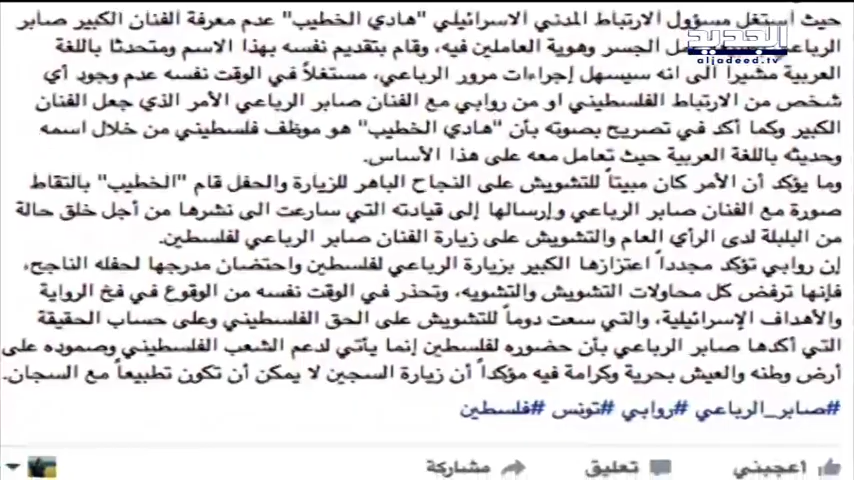 حيث استغل مسؤول الارتباط المدني الاسرائيلي "هادي الخطيب" عدم معرفة الفنان الكبير صابر
الجديد
aljadeed.tv
الجسر وهوية العاملين فيه، وقام بتقديم نفسه بهذا الاسم ومتحدثا باللغة
العربية مشيرا الى انه سيسهل إجراءات مرور الرباعي، مستغلاً في الوقت نفسه عدم وجود أي
شخص من الارتباط الفلسطيني او من روابي مع الفنان صابر الرباعي الأمر الذي جعل الفنان
الكبير وكما أكد في تصريح بصوته بأن "هادي الخطيب" هو موظف فلسطيني من خلال اسمه
وحديثه باللغة العربية حيث تعامل معه على هذا الأساس.
وما يؤكد أن الأمر كان مبيتاً للتشويش على النجاح الباهر للزيارة والحفل قام "الخطيب" بالتقاط
صورة مع الفنان صابر الرباعي وإرسالها إلى قيادته التي سارعت الى نشرها من أجل خلق حالة
من البلبلة لدى الرأي العام والتشويش على زيارة الفنان صابر الرباعي لفلسطين.
إن روابي تؤكد مجدداً اعتزازها الكبير بزيارة الرباعي لفلسطين واحتضان مدرجها لحفله الناجح،
فإنها ترفض كل محاولات التشويش والتشويه، وتحذر في الوقت نفسه من الوقوع في فخ الرواية
والأهداف الإسرائيلية، والتي سعت دوماً للتشويش على الحق الفلسطيني وعلى حساب الحقيقة
التي أكدها صابر الرباعي بأن حضوره لفلسطين إنما يأتي لدعم الشعب الفلسطيني وصموده على
أرض وطنه والعيش بحرية وكرامة فيه مؤكداً أن زيارة السجين لا يمكن أن تكون تطبيعاً مع السجان.
#صابر_الرباعي #روابي #تونس #فلسطين
أعجبني تعليق مشاركة